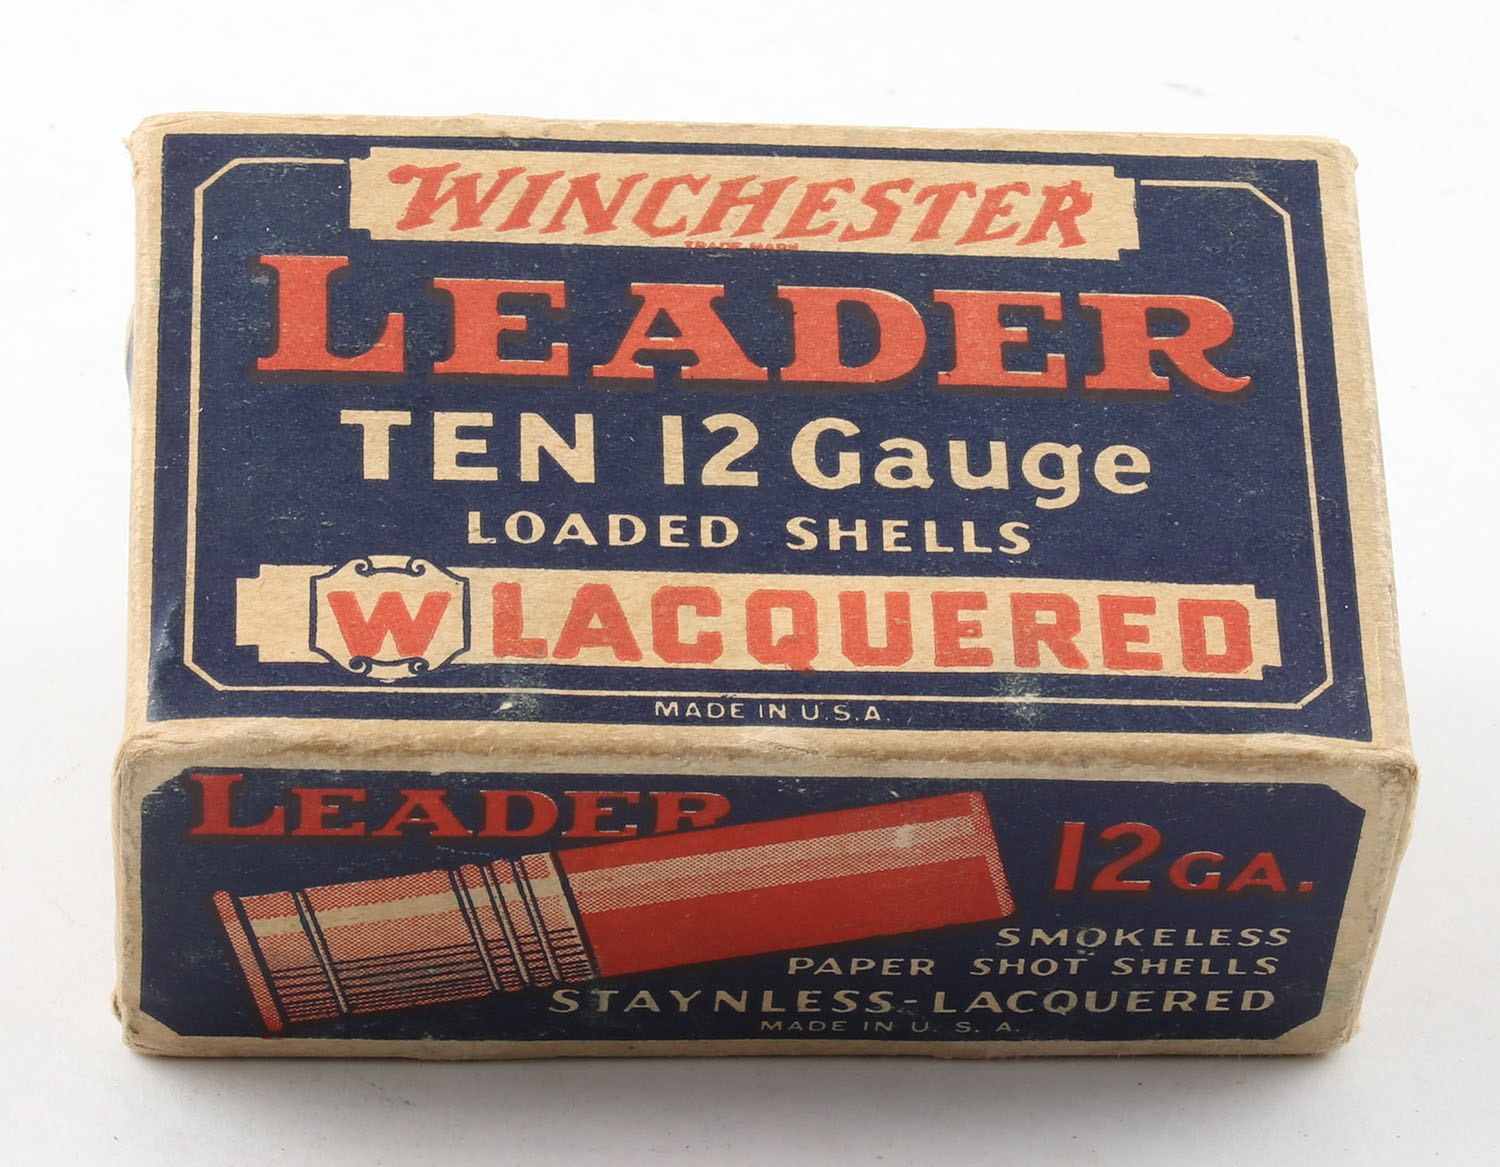 WINCHESTER
TRADE MARK
LEADER
TEN 12 Gauge
LOADED SHELLS
W LACQUERED
MADE IN U.S.A.
LEADER
12 GA.
SMOKELESS
PAPER SHOT SHELLS
STAYNLESS-LACQUERED
MADE IN U. S. A.